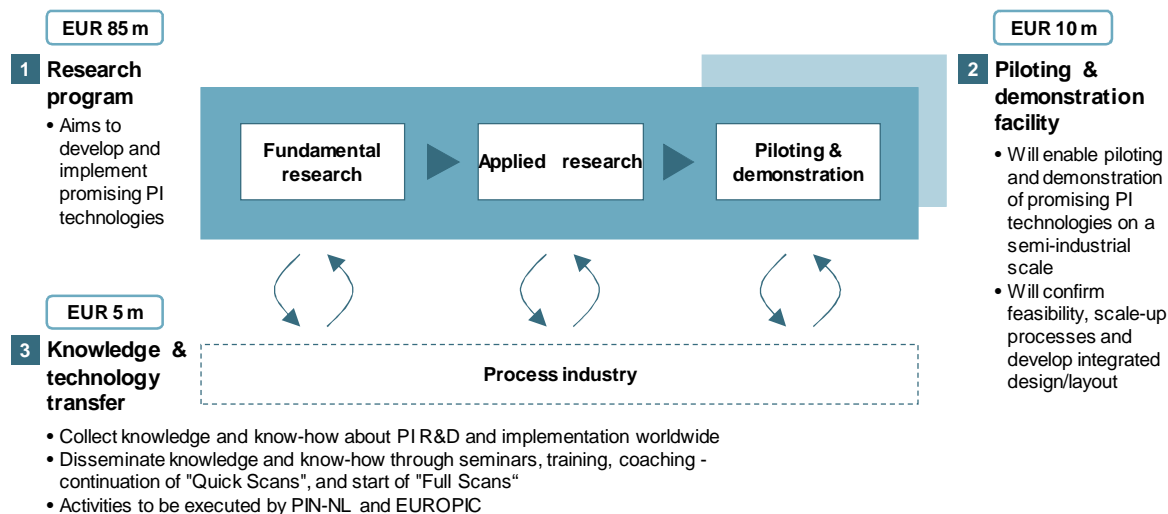 EUR 85 m
1 Research
program
• Aims to
develop and
implement
promising PI
technologies
Fundamental
research
Applied research
Piloting &
demonstration
EUR 10 m
2 Piloting &
demonstration
facility
• Will enable piloting
and demonstration
of promising PI
technologies on a
semi-industrial
scale
• Will confirm
feasibility, scale-up
processes and
develop integrated
design/layout
EUR 5 m
3 Knowledge &
technology
transfer
Process industry
• Collect knowledge and know-how about PI R&D and implementation worldwide
• Disseminate knowledge and know-how through seminars, training, coaching -
continuation of "Quick Scans", and start of "Full Scans“
• Activities to be executed by PIN-NL and EUROPIC